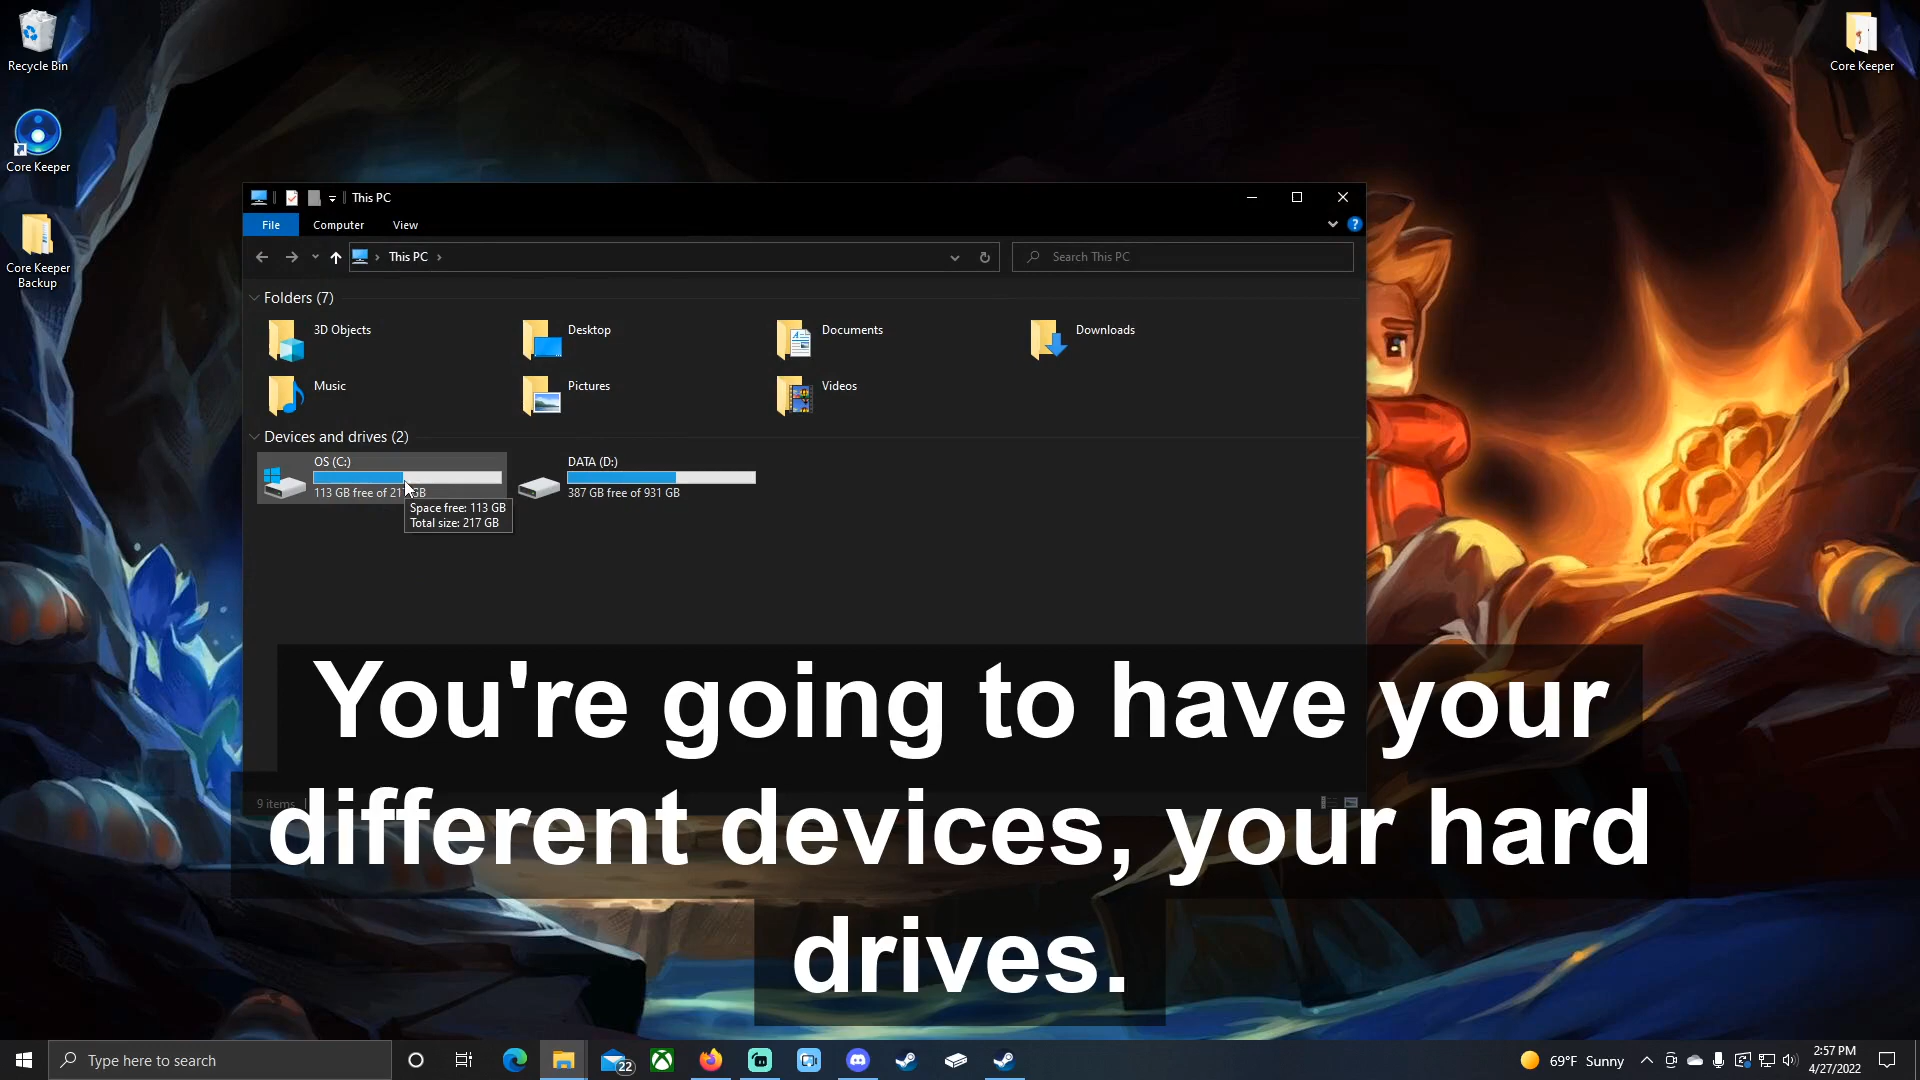 Recycle Bin
Core Keeper
Core Keeper
Core Keeper
Backup
This PC
File
Computer
View
This PC
Search This PC
Folders (7)
3D Objects
Desktop
Documents
Downloads
Music
Pictures
Videos
Devices and drives (2)
OS (C:)
113 GB free of 217 GB
Space free: 113 GB
Total size: 217 GB
DATA (D:)
387 GB free of 931 GB
9 items
You're going to have your
different devices, your hard
drives.
Type here to search
22
69°F Sunny
2:57 PM
4/27/2022